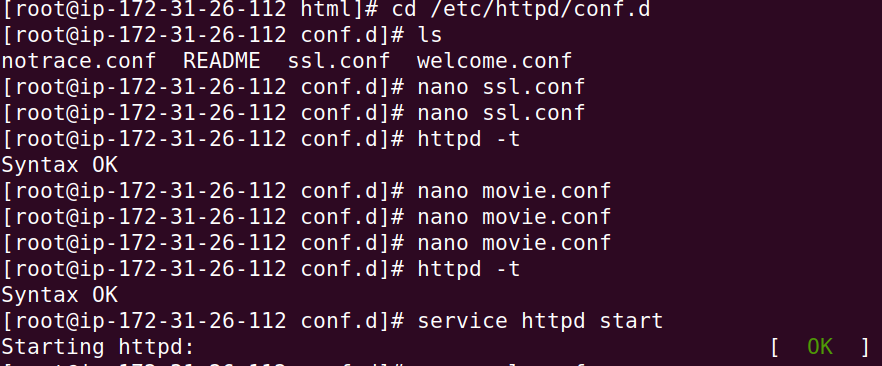 [root@ip-172-31-26-112 html]# cd /etc/httpd/conf.d
[root@ip-172-31-26-112 conf.d]# ls
notrace.conf  README  ssl.conf  welcome.conf
[root@ip-172-31-26-112 conf.d]# nano ssl.conf
[root@ip-172-31-26-112 conf.d]# nano ssl.conf
[root@ip-172-31-26-112 conf.d]# httpd -t
Syntax OK
[root@ip-172-31-26-112 conf.d]# nano movie.conf
[root@ip-172-31-26-112 conf.d]# nano movie.conf
[root@ip-172-31-26-112 conf.d]# nano movie.conf
[root@ip-172-31-26-112 conf.d]# httpd -t
Syntax OK
[root@ip-172-31-26-112 conf.d]# service httpd start
Starting httpd:                                            [  OK  ]